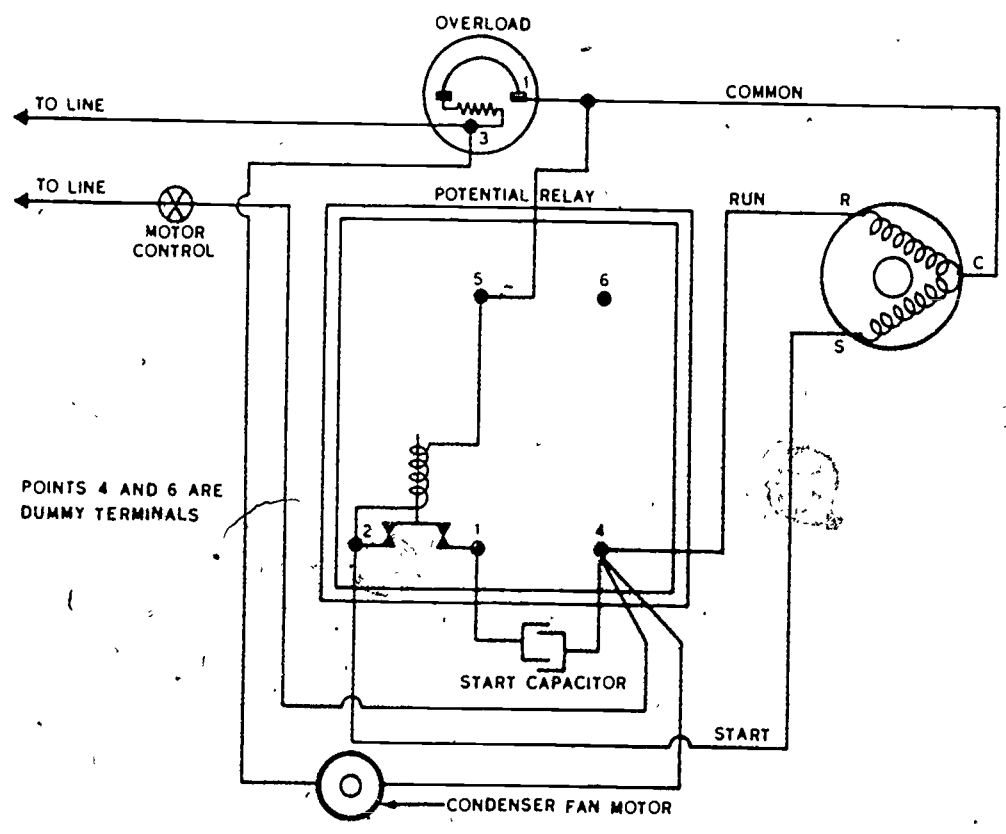 OVERLOAD
1
TO LINE
COMMON
3
TO LINE
POTENTIAL RELAY
RUN
R
MOTOR
CONTROL
C
5
6
S
POINTS 4 AND 6 ARE
DUMMY TERMINALS
2
1
4
START CAPACITOR
START
CONDENSER FAN MOTOR